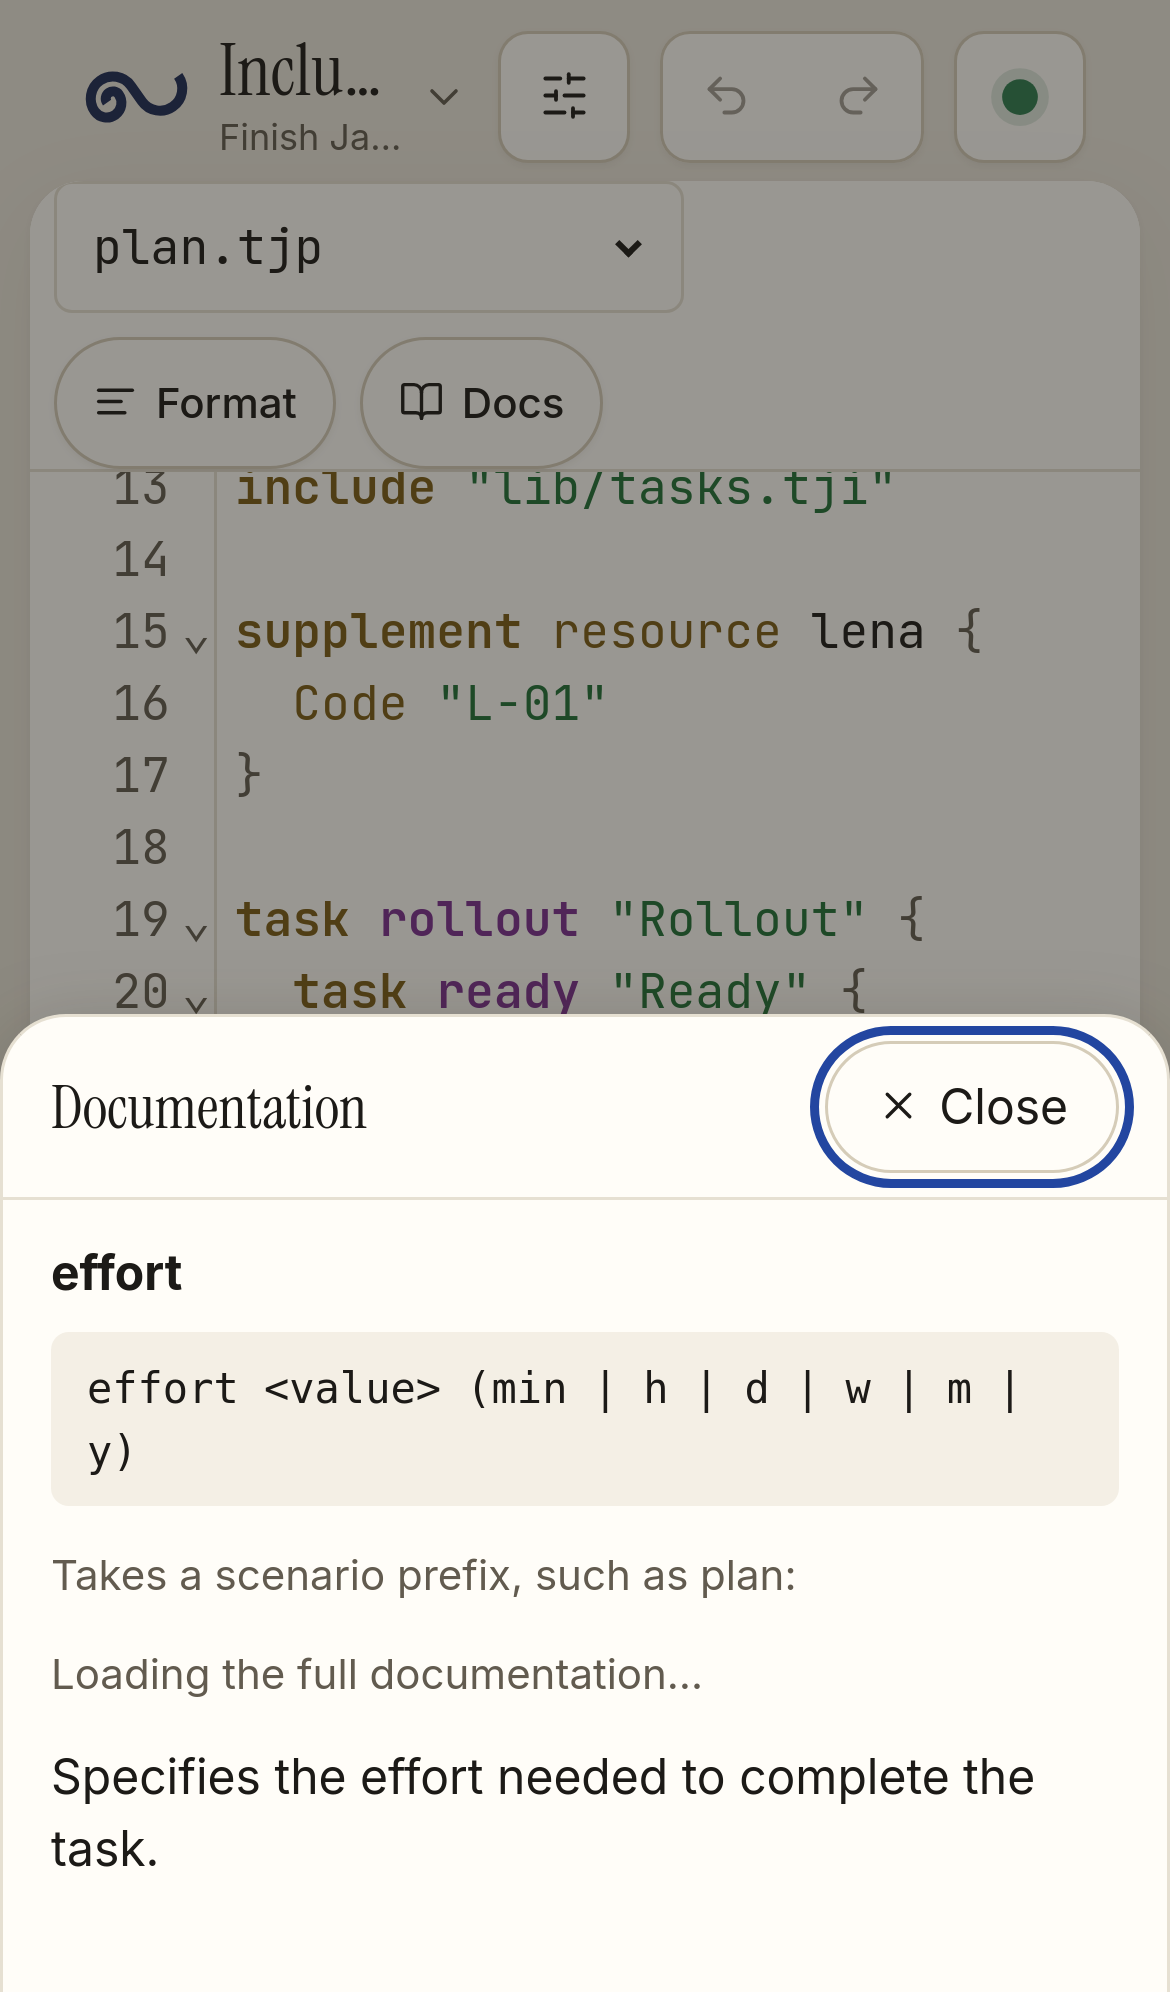 Inclu...
Finish Ja...
plan.tjp
Format
Docs
13 include "lib/tasks.tji"
14
15 supplement resource lena {
16 Code "L-01"
17 }
18
19 task rollout "Rollout" {
20 task ready "Ready" {
Documentation
Close
effort
effort <value> (min | h | d | w | m |
y)
Takes a scenario prefix, such as plan:
Loading the full documentation...
Specifies the effort needed to complete the
task.